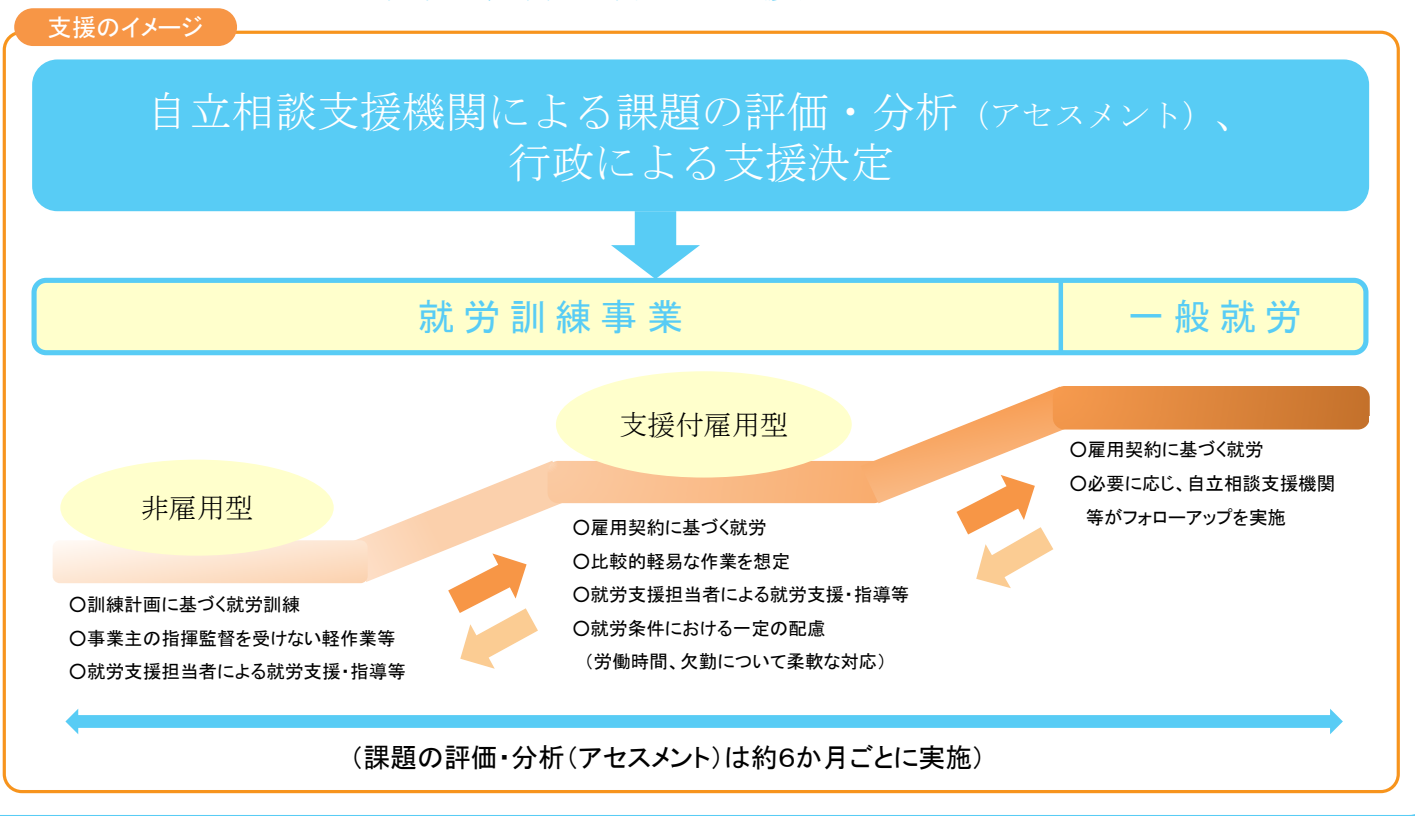 支援のイメージ
自立相談支援機関による課題の評価・分析（アセスメント）、
行政による支援決定
就労訓練事業
一般就労
非雇用型
○訓練計画に基づく就労訓練
○事業主の指揮監督を受けない軽作業等
○就労支援担当者による就労支援・指導等
支援付雇用型
○雇用契約に基づく就労
○比較的軽易な作業を想定
○就労支援担当者による就労支援・指導等
○就労条件における一定の配慮
（労働時間、欠勤について柔軟な対応）
○雇用契約に基づく就労
○必要に応じ、自立相談支援機関
等がフォローアップを実施
（課題の評価・分析（アセスメント）は約６か月ごとに実施）